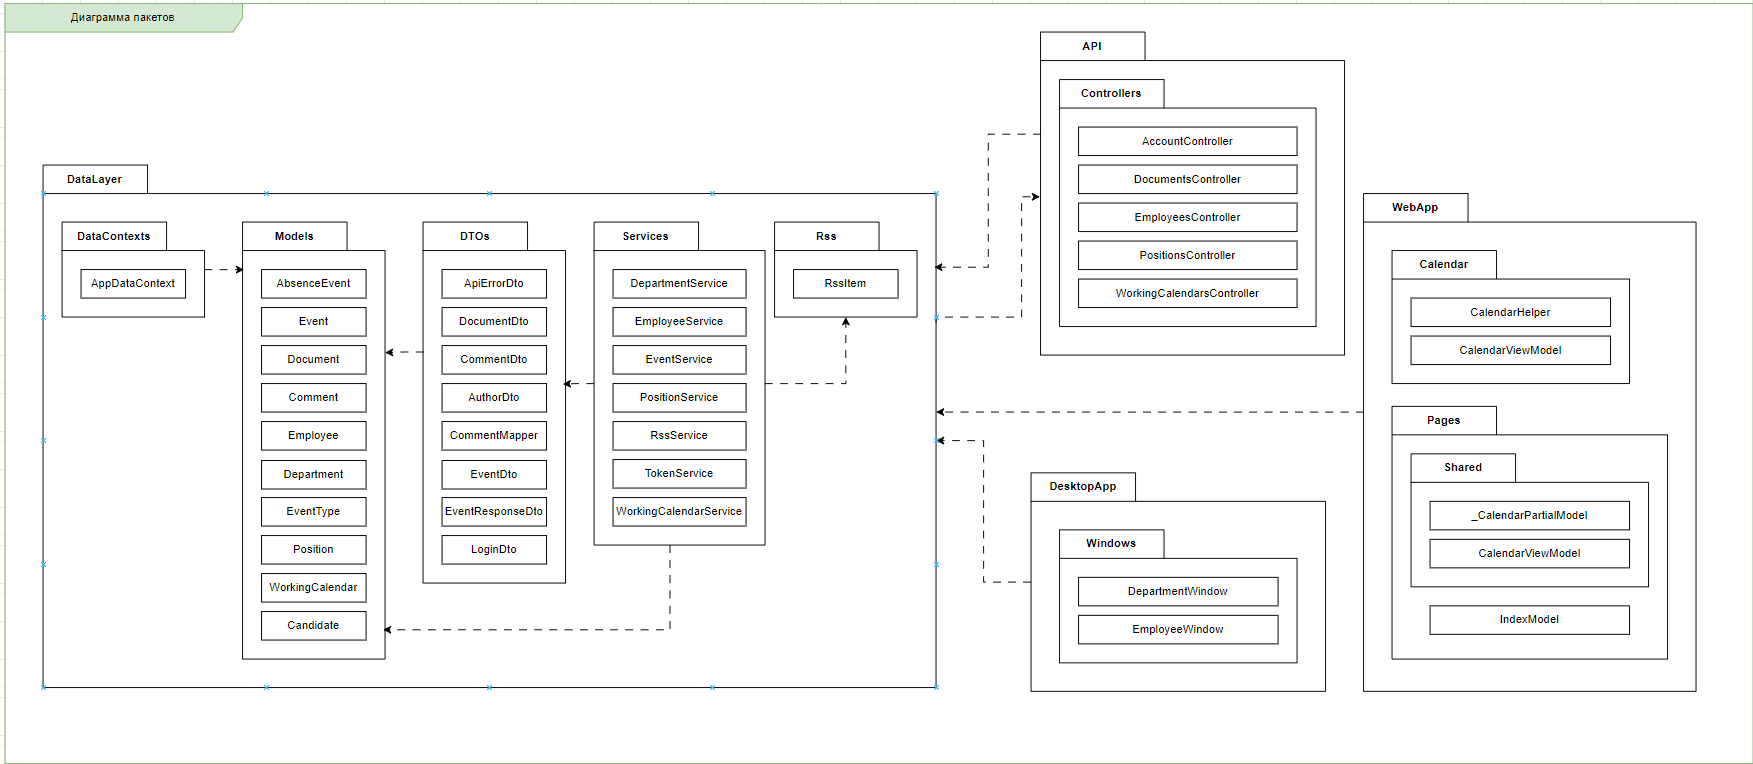 Диаграмма пакетов
DataLayer
DataContexts
AppDataContext
Models
AbsenceEvent
Event
Document
Comment
Employee
Department
EventType
Position
WorkingCalendar
Candidate
DTOs
ApiErrorDto
DocumentDto
CommentDto
AuthorDto
CommentMapper
EventDto
EventResponseDto
LoginDto
Services
DepartmentService
EmployeeService
EventService
PositionService
RssService
TokenService
WorkingCalendarService
Rss
RssItem
API
Controllers
AccountController
DocumentsController
EmployeesController
PositionsController
WorkingCalendarsController
DesktopApp
Windows
DepartmentWindow
EmployeeWindow
WebApp
Calendar
CalendarHelper
CalendarViewModel
Pages
Shared
_CalendarPartialModel
CalendarViewModel
IndexModel